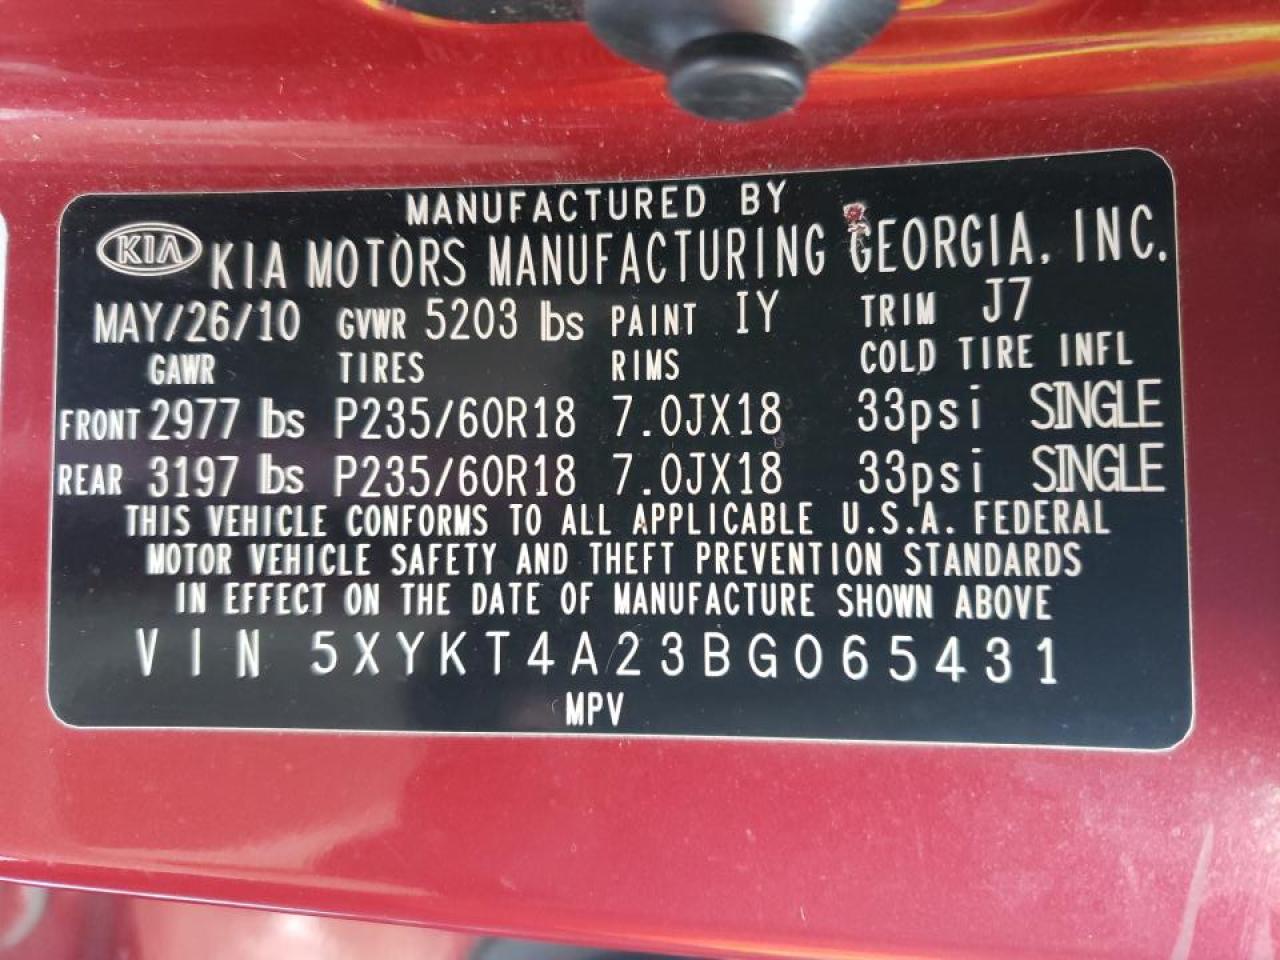 MANUFACTURED BY
KIA KIA MOTORS MANUFACTURING GEORGIA, INC.
MAY/26/10 GVWR 5203 lbs PAINT IY TRIM J7
GAWR TIRES RIMS COLD TIRE INFL
FRONT 2977 lbs P235/60R18 7.0JX18 33psi SINGLE
REAR 3197 lbs P235/60R18 7.0JX18 33psi SINGLE
THIS VEHICLE CONFORMS TO ALL APPLICABLE U.S.A. FEDERAL
MOTOR VEHICLE SAFETY AND THEFT PREVENTION STANDARDS
IN EFFECT ON THE DATE OF MANUFACTURE SHOWN ABOVE
VIN 5XYKT4A23BG065431
MPV